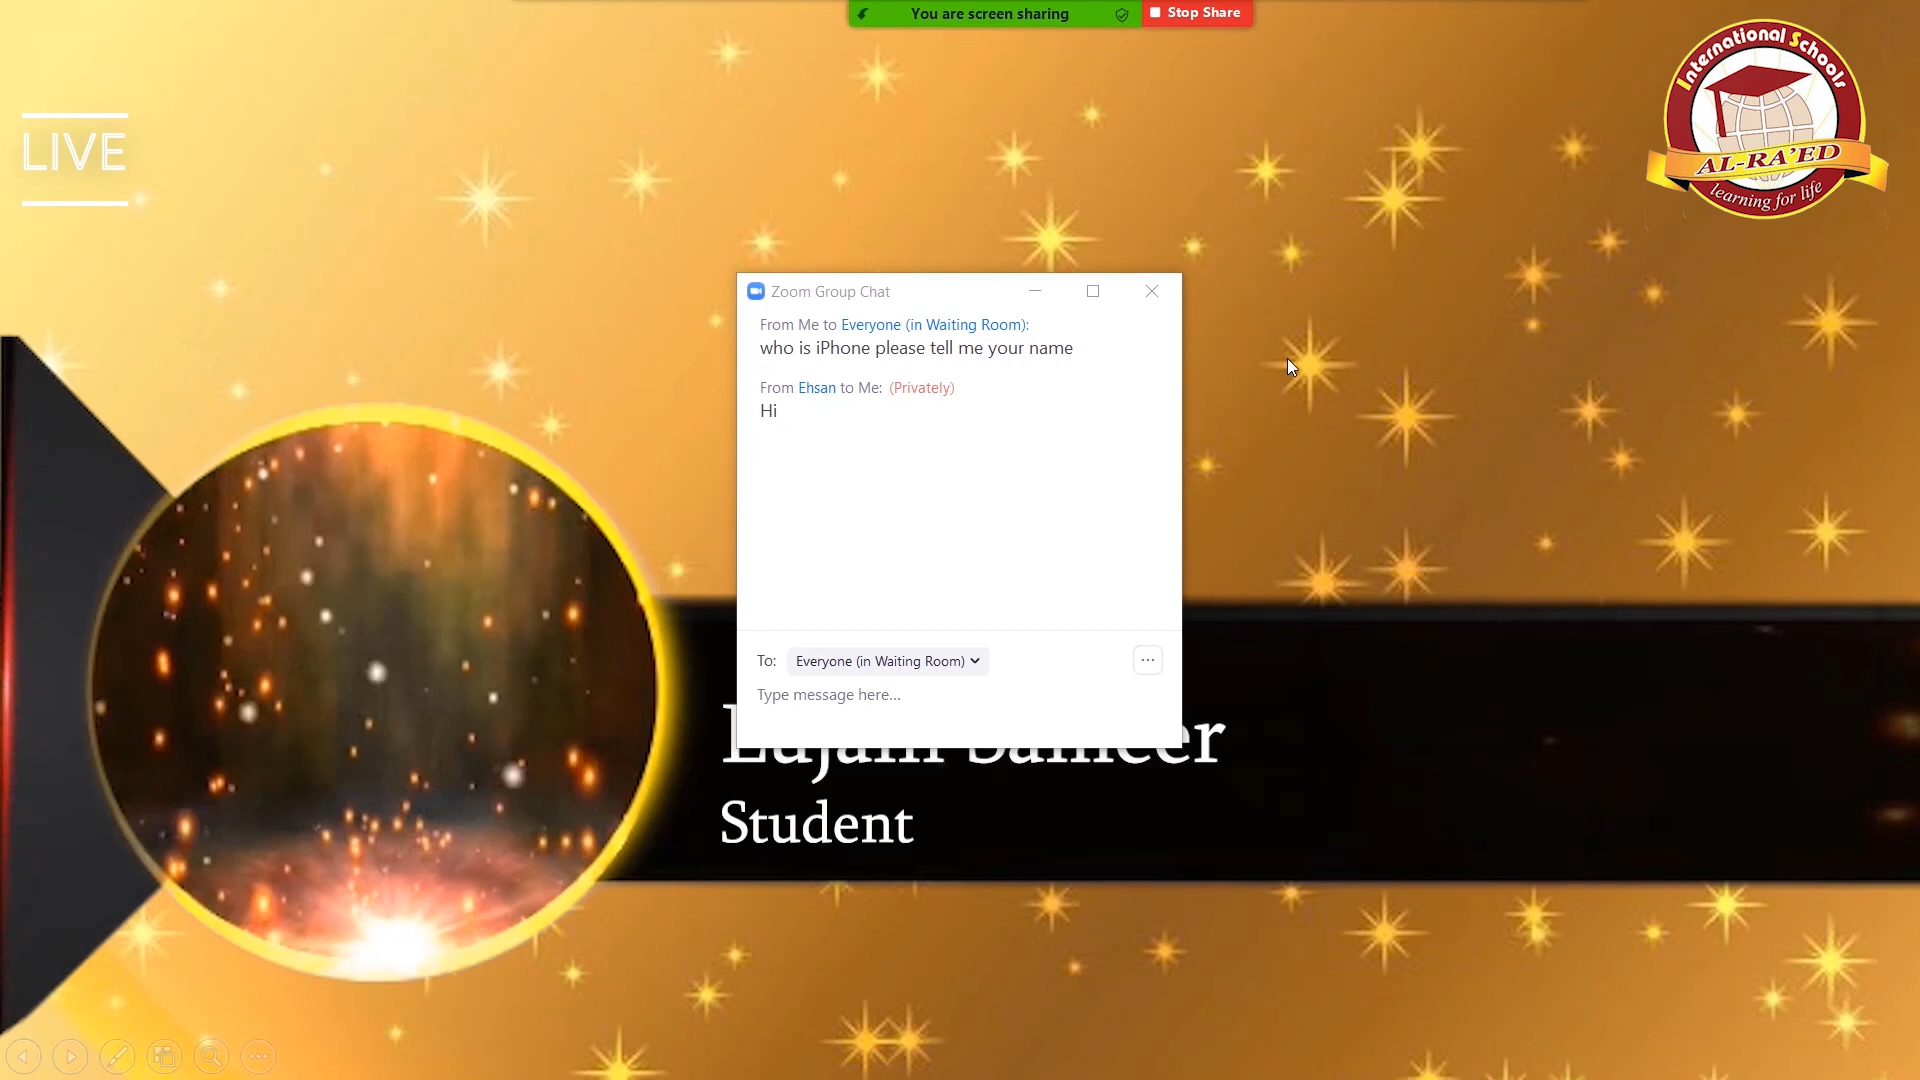 You are screen sharing
Stop Share
International Schools
AL-RA'ED
learning for life
LIVE
Zoom Group Chat
From Me to Everyone (in Waiting Room):
who is iPhone please tell me your name
From Ehsan to Me: (Privately)
Hi
To: Everyone (in Waiting Room)
Type message here...
Student